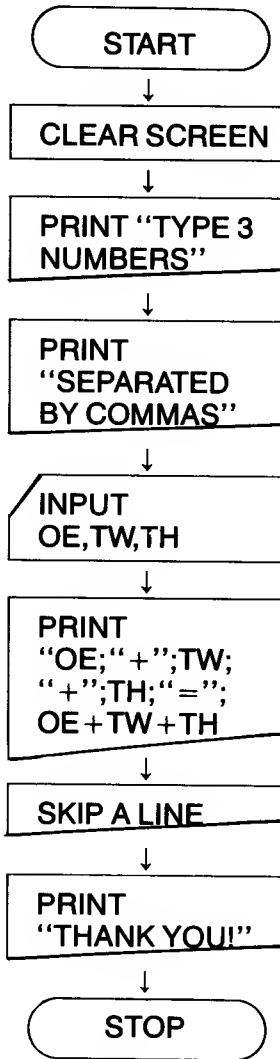 START
CLEAR SCREEN
PRINT “TYPE 3
NUMBERS”
PRINT
“SEPARATED
BY COMMAS”
INPUT
OE,TW,TH
PRINT
“OE;“+”;TW;
“+”;TH;“=”;
OE+TW+TH
SKIP A LINE
PRINT
“THANK YOU!”
STOP